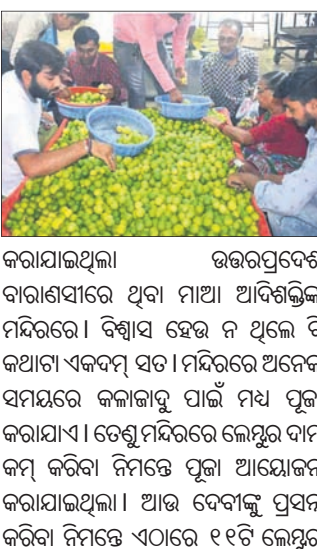 କରାଯାଇଥିଲା ଉତ୍ତରପ୍ରଦେଶ
ବାରାଣସୀରେ ଥିବା ମାଆ ଆଦିଶକ୍ତିଙ୍କ
ମନ୍ଦିରରେ। ବିଶ୍ୱାସ ହେଉ ନ ଥିଲେ ବି
କଥାଟା ଏକଦମ୍ ସତ। ମନ୍ଦିରରେ ଅନେକ
ସମୟରେ କଳାଜାଦୁ ପାଇଁ ମଧ୍ୟ ପୂଜା
କରାଯାଏ। ତେଣୁ ମନ୍ଦିରରେ ଲେମ୍ବୁର ଦାମ୍
କମ୍ କରିବା ନିମନ୍ତେ ପୂଜା ଆୟୋଜନ
କରାଯାଇଥିଲା। ଆଉ ଦେବୀଙ୍କୁ ପ୍ରସନ୍ନ
କରିବା ନିମନ୍ତେ ଏଠାରେ ୧୧ଟି ଲେମ୍ବୁର